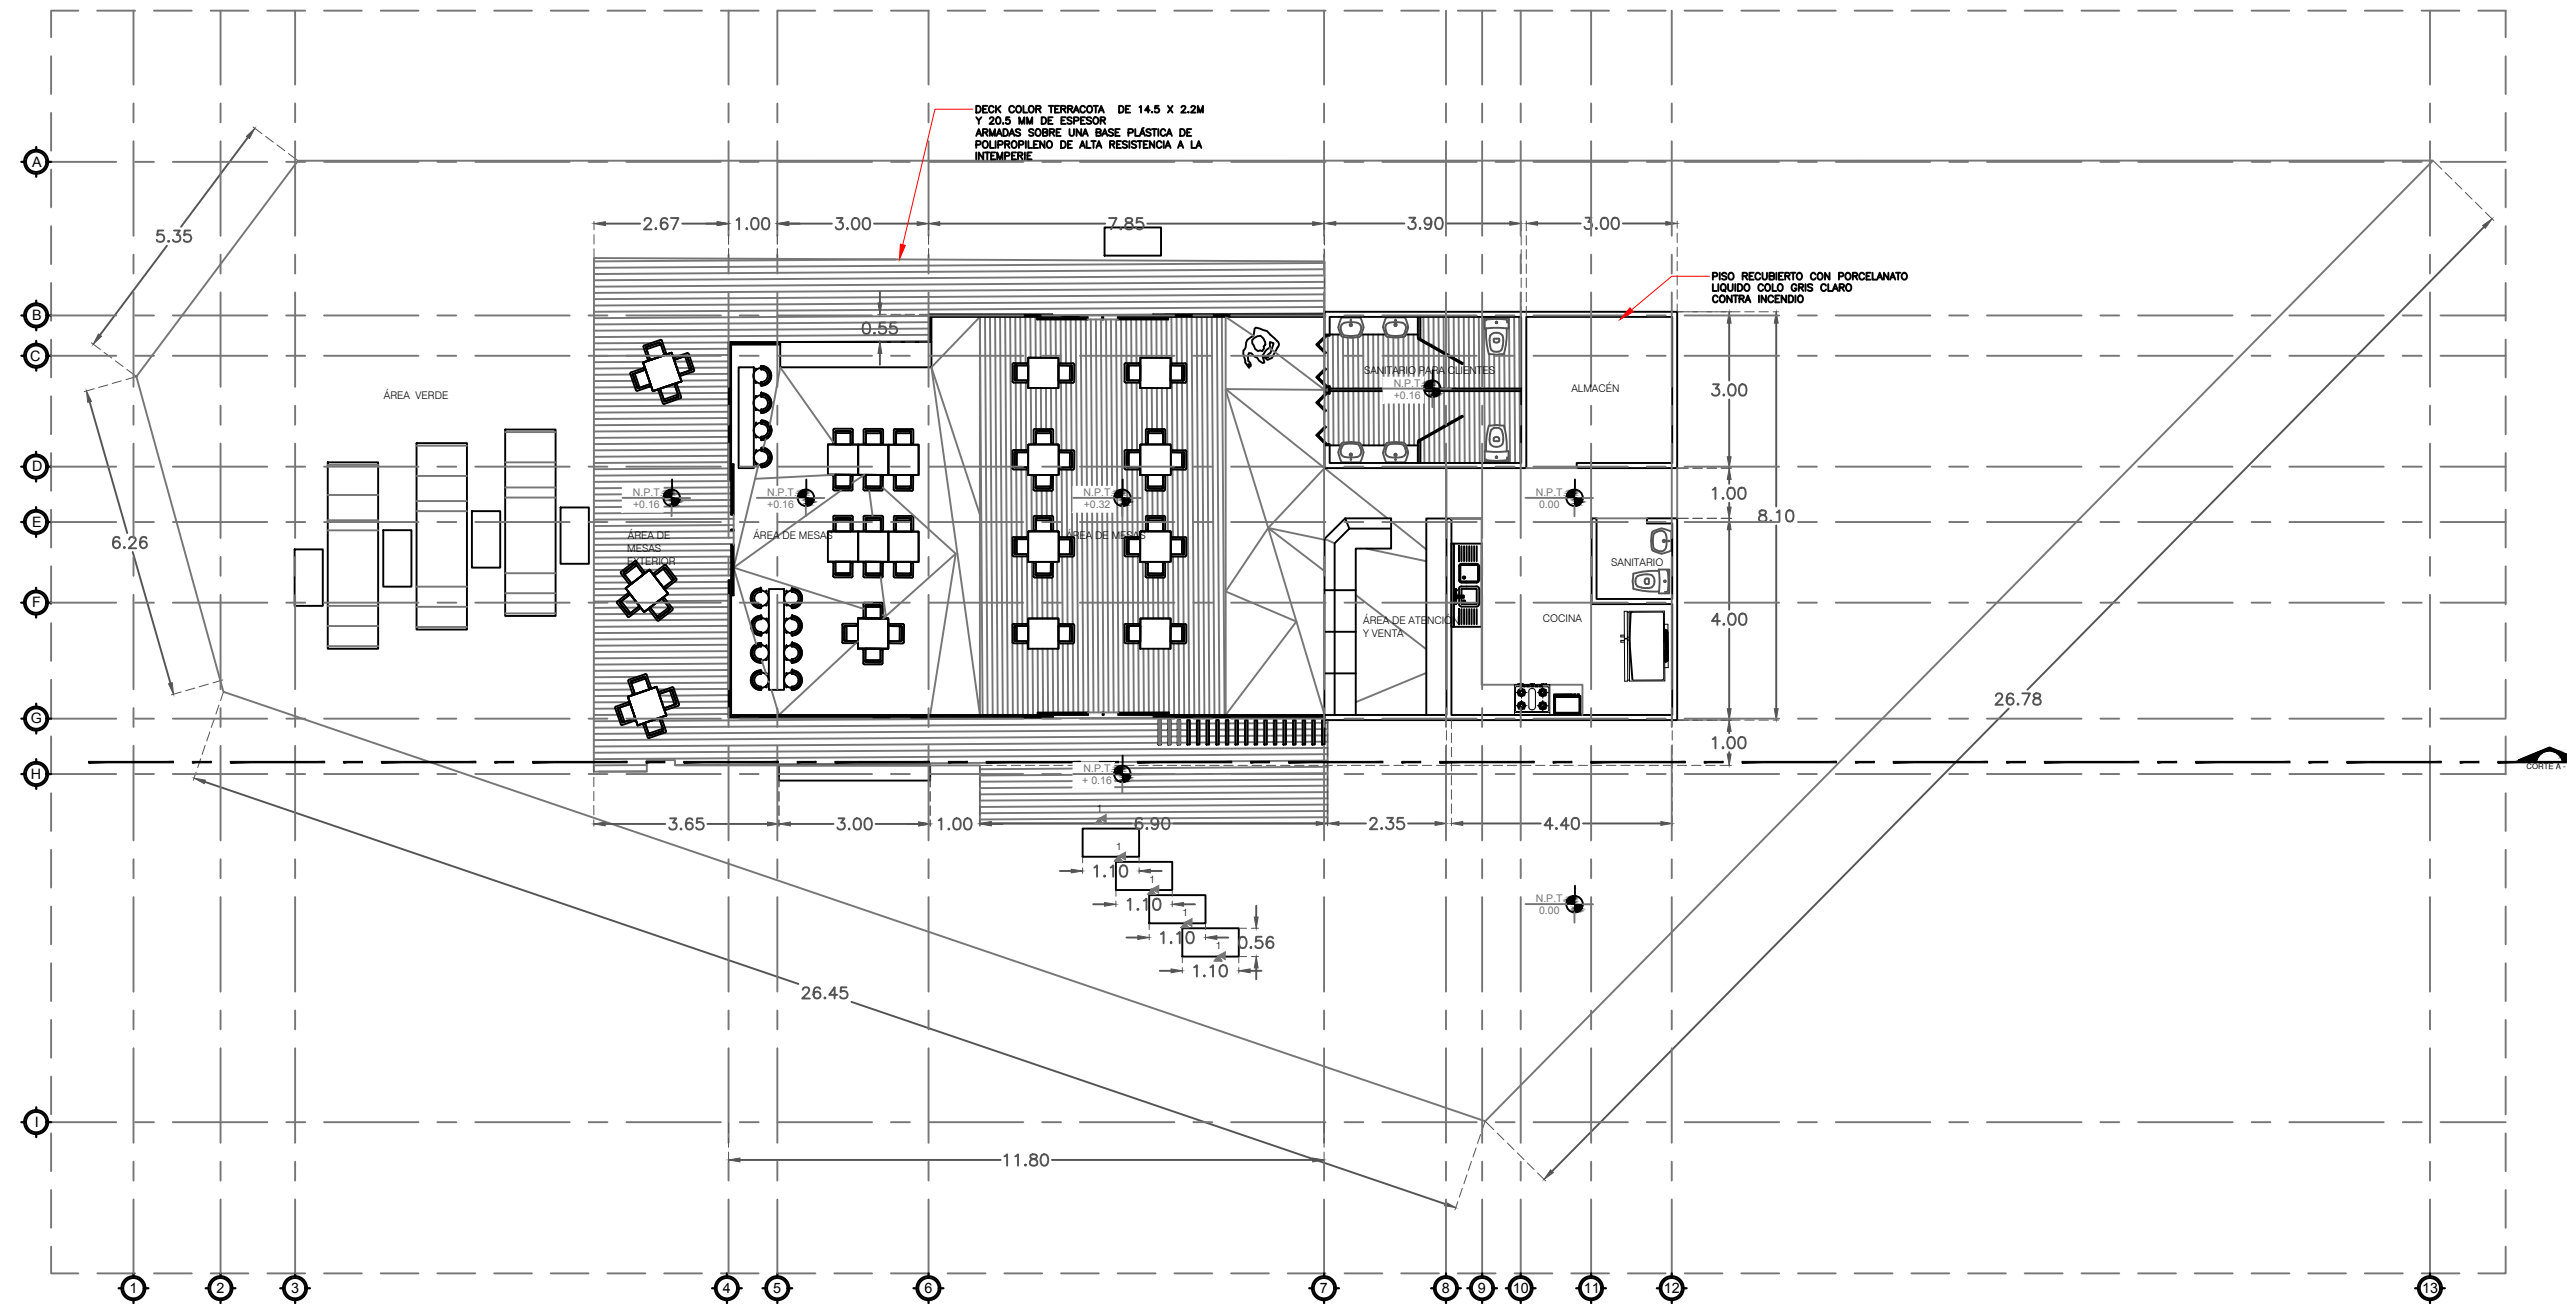 DECK COLOR TERRACOTA DE 14.5 X 2.2M
Y 20.5 MM DE ESPESOR
ARMADAS SOBRE UNA BASE PLÁSTICA DE
POLIPROPILENO DE ALTA RESISTENCIA A LA
INTEMPERIE
A
5.35
2.67
1.00
3.00
7.85
3.90
3.00
PISO RECUBIERTO CON PORCELANATO
LIQUIDO COLO GRIS CLARO
CONTRA INCENDIO
B
0.55
C
SANITARIO PARA CLIENTES
N.P.T.
+0.16
ALMACÉN
3.00
ÁREA VERDE
D
N.P.T.
+0.16
N.P.T.
+0.16
N.P.T.
+0.32
N.P.T.
0.00
1.00
8.10
E
6.26
ÁREA DE
MESAS
EXTERIOR
ÁREA DE MESAS
ÁREA DE MESAS
SANITARIO
F
ÁREA DE ATENCIÓN
Y VENTA
COCINA
4.00
26.78
G
1.00
H
N.P.T.
+ 0.16
CORTE A -
3.65
3.00
1.00
6.90
2.35
4.40
1
1
1.10
1
1.10
1
1.10
1
0.56
1.10
N.P.T.
0.00
26.45
I
11.80
1
2
3
4
5
6
7
8
9
10
11
12
13